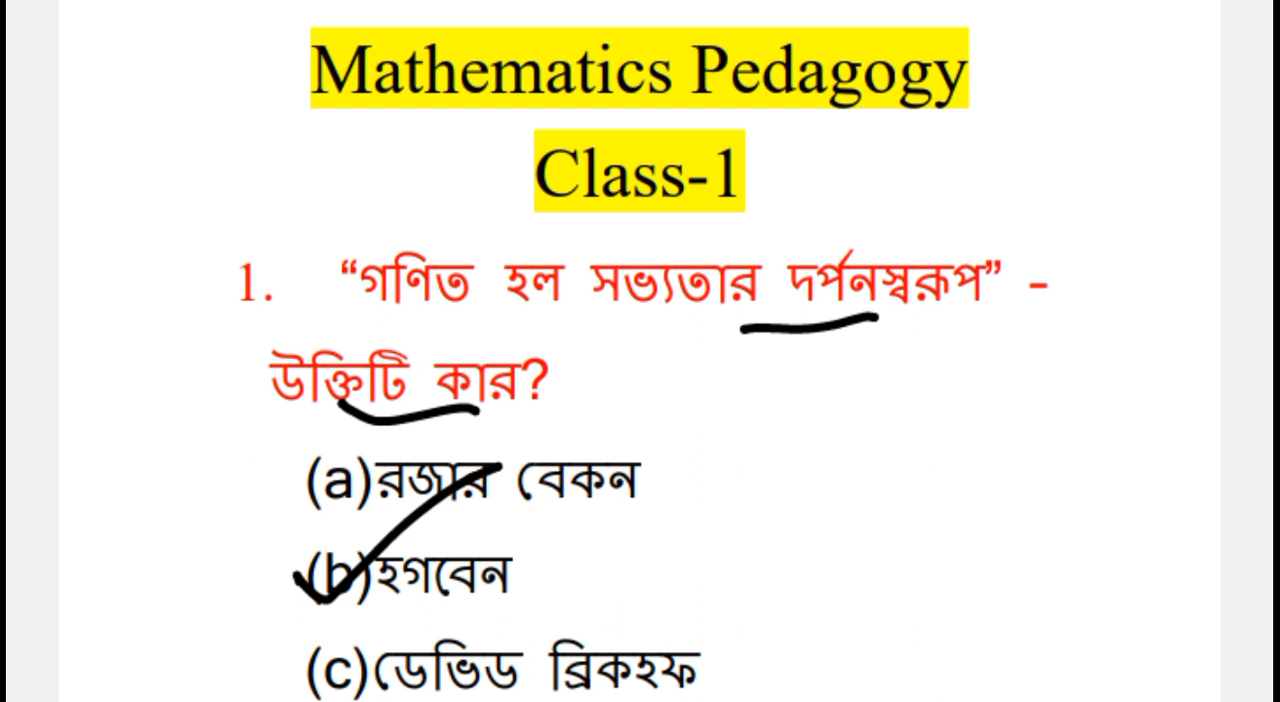 Mathematics Pedagogy
Class-1
1. “গণিত হল সভ্যতার দর্পনস্বরূপ” -
উক্তিটি কার?
(a)রজার বেকন
(b)হগবেন
(c)ডেভিড ব্রিকহফ